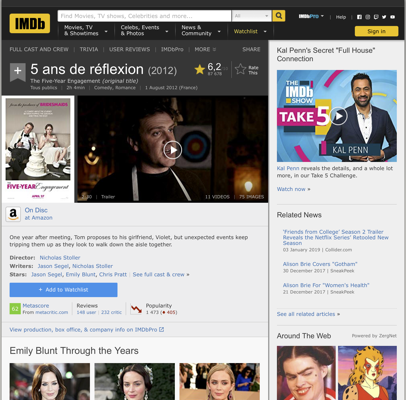 IMDb
Find Movies, TV shows, Celebrities and more...
All
IMDbPro
Help
Movies, TV & Showtimes
Celebs, Events & Photos
News & Community
Watchlist
Sign in
FULL CAST AND CREW | TRIVIA | USER REVIEWS | IMDbPro | MORE
SHARE
5 ans de réflexion (2012)
The Five-Year Engagement (original title)
Tous publics | 2h 4min | Comedy, Romance | 1 August 2012 (France)
6,2
Rate This
THE FIVE-YEAR Engagement
Trailer
11 VIDEOS | 75 IMAGES
On Disc
at Amazon
One year after meeting, Tom proposes to his girlfriend, Violet, but unexpected events keep
tripping them up as they look to walk down the aisle together.
Director: Nicholas Stoller
Writers: Jason Segel, Nicholas Stoller
Stars: Jason Segel, Emily Blunt, Chris Pratt | See full cast & crew »
+ Add to Watchlist
62
Metascore
From metacritic.com
Reviews
148 user | 232 critic
Popularity
1 473 (405)
View production, box office, & company info on IMDbPro
Emily Blunt Through the Years
Kal Penn's Secret "Full House"
Connection
THE IMDb SHOW
TAKE 5
KAL PENN
Kal Penn reveals the details, and a whole lot
more, in our Take 5 Challenge.
Watch now »
Related News
'Friends from College' Season 2 Trailer
Reveals the Netflix Series' Retooled New
Season
03 January 2019 | Collider.com
Alison Brie Covers "Gotham"
30 December 2017 | SneakPeek
Alison Brie For "Women's Health"
21 December 2017 | SneakPeek
See all related articles »
Around The Web
Powered by ZergNet